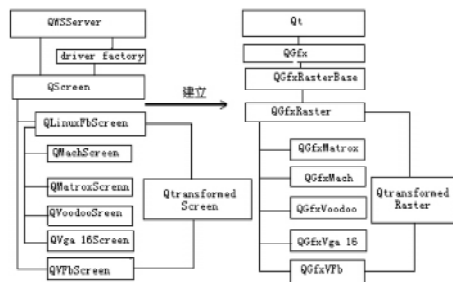 QWSServer
driver factory
QScreen
QLinuxFbScreen
QMachScreen
QMatroxScrenn
QVoodooSreen
QVga 16Screen
QVFbScreen
Qtransformed
Screen
建立
Qt
QGfx
QGfxRasterBase
QGfxRaster
QGfxMatrox
QGfxMach
QGfxVoodoo
QGfxVga 16
QGfxVFb
Qtransformed
Raster